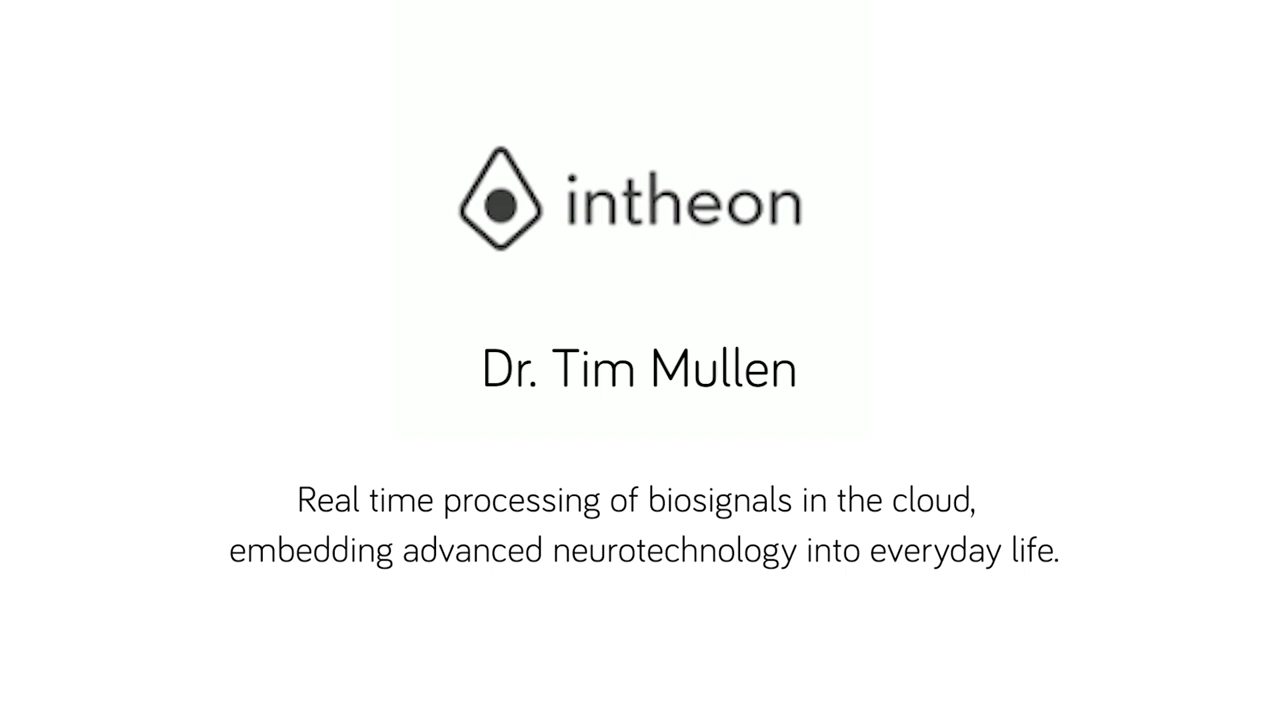 intheon
Dr. Tim Mullen
Real time processing of biosignals in the cloud,
embedding advanced neurotechnology into everyday life.